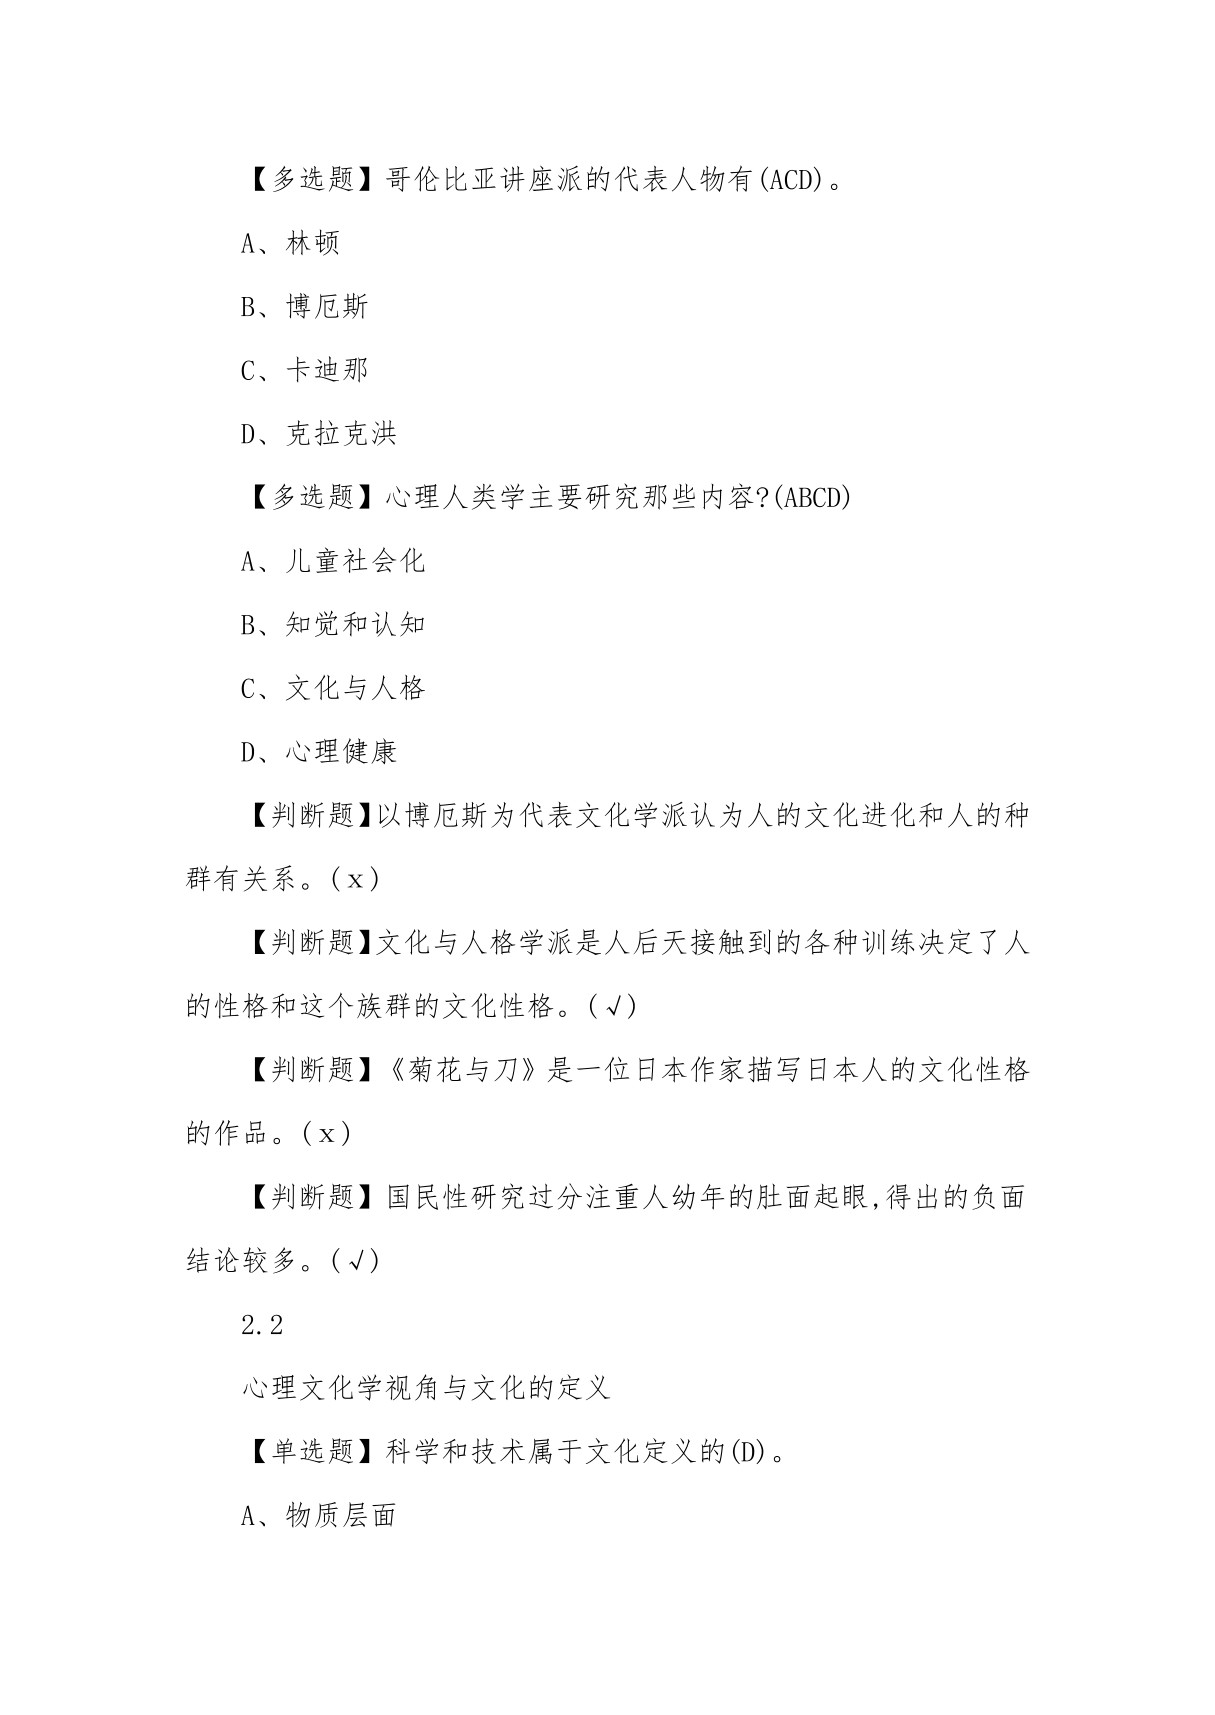 【多选题】哥伦比亚讲座派的代表人物有(ACD)。
A、林顿
B、博厄斯
C、卡迪那
D、克拉克洪
【多选题】心理人类学主要研究那些内容?(ABCD)
A、儿童社会化
B、知觉和认知
C、文化与人格
D、心理健康
【判断题】以博厄斯为代表文化学派认为人的文化进化和人的种
群有关系。(ｘ)
【判断题】文化与人格学派是人后天接触到的各种训练决定了人
的性格和这个族群的文化性格。(√)
【判断题】《菊花与刀》是一位日本作家描写日本人的文化性格
的作品。(ｘ)
【判断题】国民性研究过分注重人幼年的肚面起眼,得出的负面
结论较多。(√)
2.2
心理文化学视角与文化的定义
【单选题】科学和技术属于文化定义的(D)。
A、物质层面